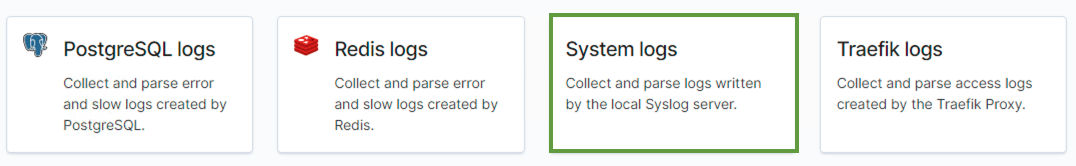 PostgreSQL logs
Collect and parse error
and slow logs created by
PostgreSQL.
Redis logs
Collect and parse error
and slow logs created by
Redis.
System logs
Collect and parse logs written
by the local Syslog server.
Traefik logs
Collect and parse access logs
created by the Traefik Proxy.